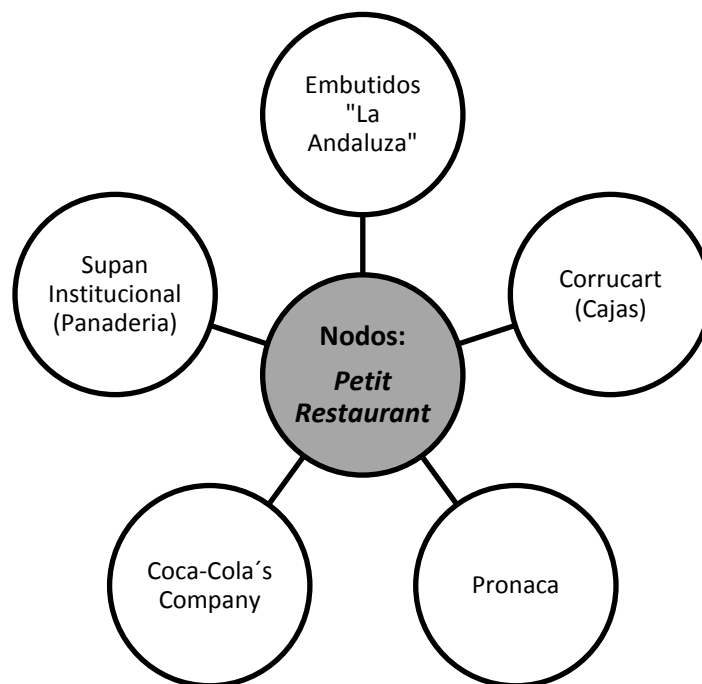 Embutidos
"La
Andaluza"
Supan
Institucional
(Panaderia)
Corrucart
(Cajas)
Nodos:
Petit
Restaurant
Coca-Cola´s
Company
Pronaca